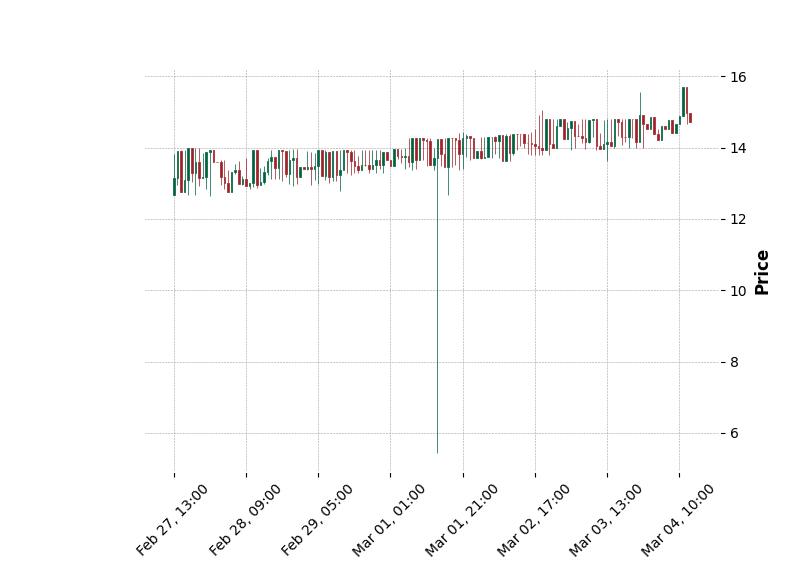 16
14
12
10
8
6
Price
Feb 27, 13:00
Feb 28, 09:00
Feb 29, 05:00
Mar 01, 01:00
Mar 01, 21:00
Mar 02, 17:00
Mar 03, 13:00
Mar 04, 10:00